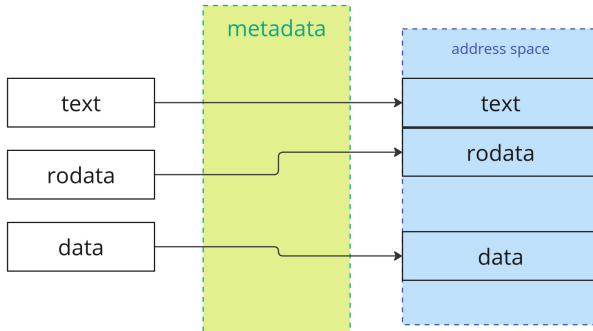 metadata
address space
text
text
rodata
rodata
data
data